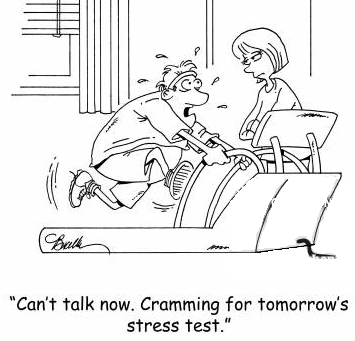 "Can't talk now. Cramming for tomorrow's
stress test."